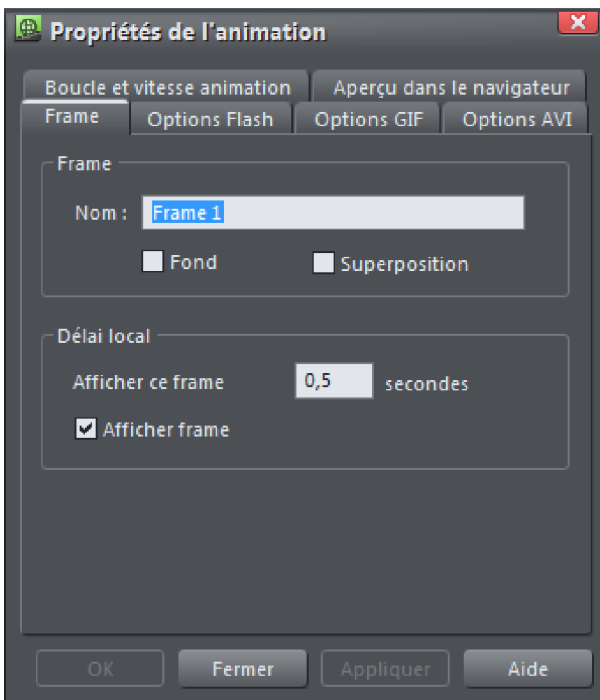 Propriétés de l'animation
Boucle et vitesse animation Aperçu dans le navigateur
Frame Options Flash Options GIF Options AVI
Frame
Nom : Frame 1
Fond Superposition
Délai local
Afficher ce frame 0,5 secondes
Afficher frame
OK Fermer Appliquer Aide